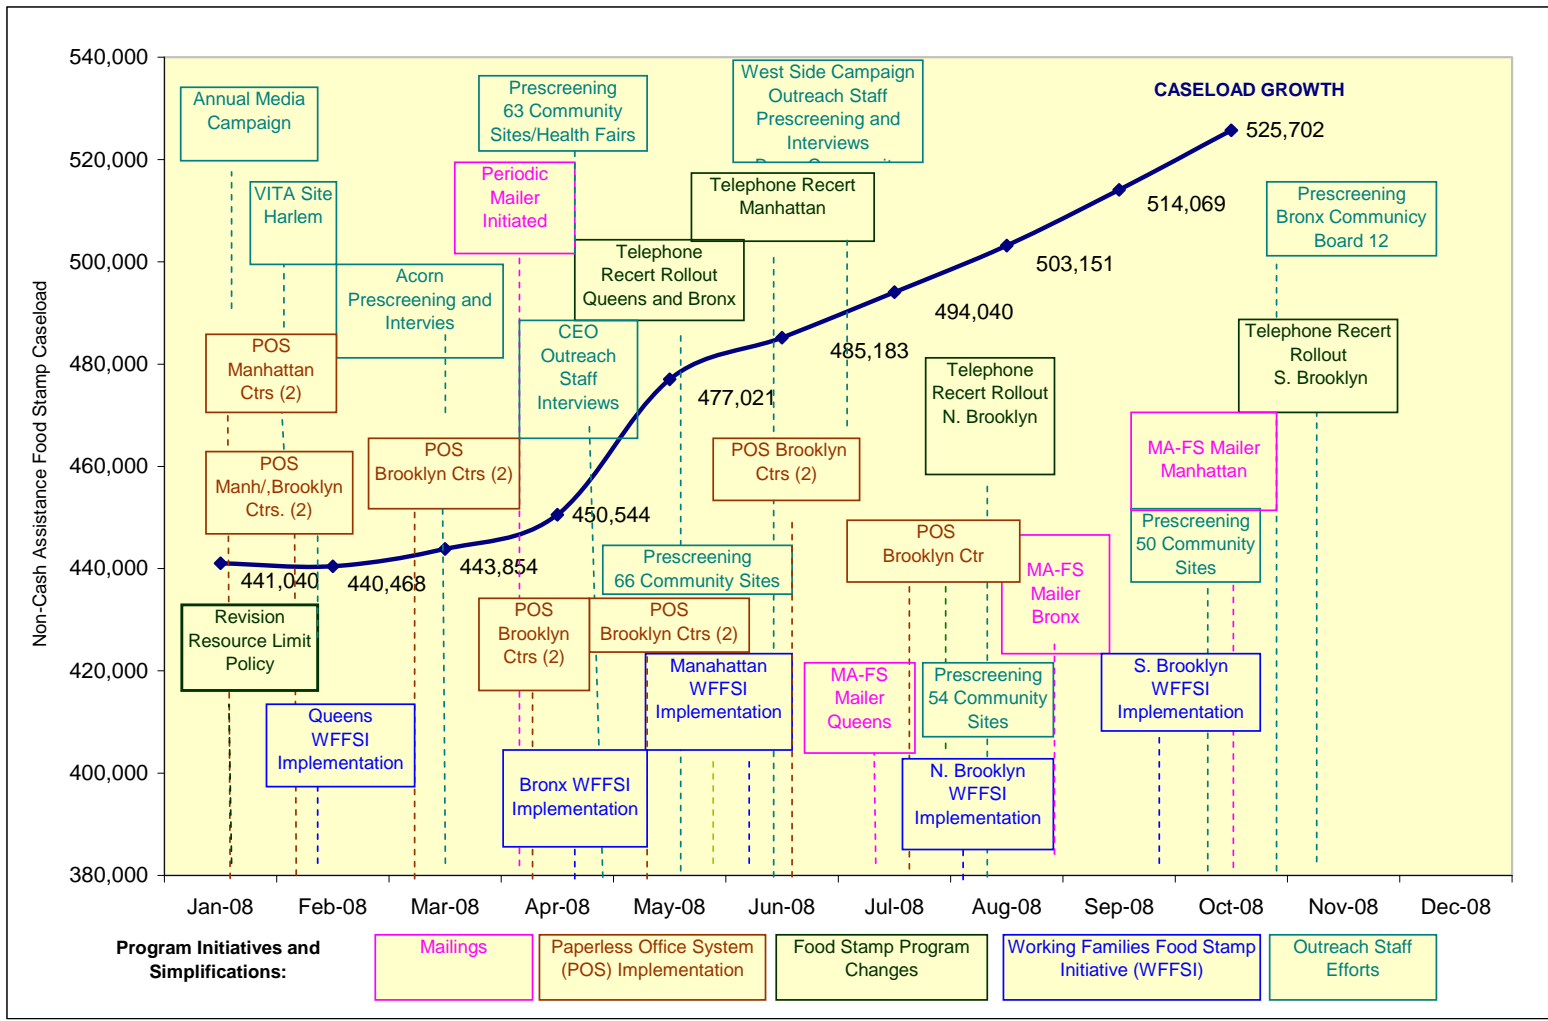 540,000
520,000
500,000
480,000
460,000
440,000
420,000
400,000
380,000
Non-Cash Assistance Food Stamp Caseload
Annual Media
Campaign
VITA Site
Harlem
Acorn
Prescreening and
Intervies
POS
Manhattan
Ctrs (2)
POS
Manh/,Brooklyn
Ctrs. (2)
POS
Brooklyn Ctrs (2)
Revision
Resource Limit
Policy
Queens
WFFSI
Implementation
Prescreening
63 Community
Sites/Health Fairs
Periodic
Mailer
Initiated
Telephone
Recert Rollout
Queens and Bronx
CEO
Outreach
Staff
Interviews
POS
Brooklyn
Ctrs (2)
POS
Brooklyn Ctrs (2)
Bronx WFFSI
Implementation
Prescreening
66 Community Sites
Manahattan
WFFSI
Implementation
West Side Campaign
Outreach Staff
Prescreening and
Interviews
Telephone Recert
Manhattan
POS Brooklyn
Ctrs (2)
MA-FS
Mailer
Queens
POS
Brooklyn Ctr
Telephone
Recert Rollout
N. Brooklyn
MA-FS
Mailer
Bronx
Prescreening
54 Community
Sites
N. Brooklyn
WFFSI
Implementation
MA-FS Mailer
Manhattan
Prescreening
50 Community
Sites
S. Brooklyn
WFFSI
Implementation
Prescreening
Bronx Communicy
Board 12
Telephone Recert
Rollout
S. Brooklyn
CASELOAD GROWTH
441,040
440,468
443,854
450,544
477,021
485,183
494,040
503,151
514,069
525,702
Jan-08
Feb-08
Mar-08
Apr-08
May-08
Jun-08
Jul-08
Aug-08
Sep-08
Oct-08
Nov-08
Dec-08
Program Initiatives and
Simplifications:
Mailings
Paperless Office System
(POS) Implementation
Food Stamp Program
Changes
Working Families Food Stamp
Initiative (WFFSI)
Outreach Staff
Efforts